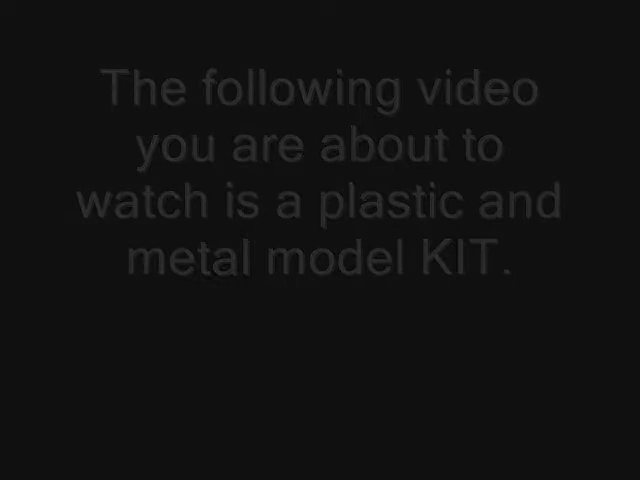 The following video
you are about to
watch is a plastic and
metal model KIT.